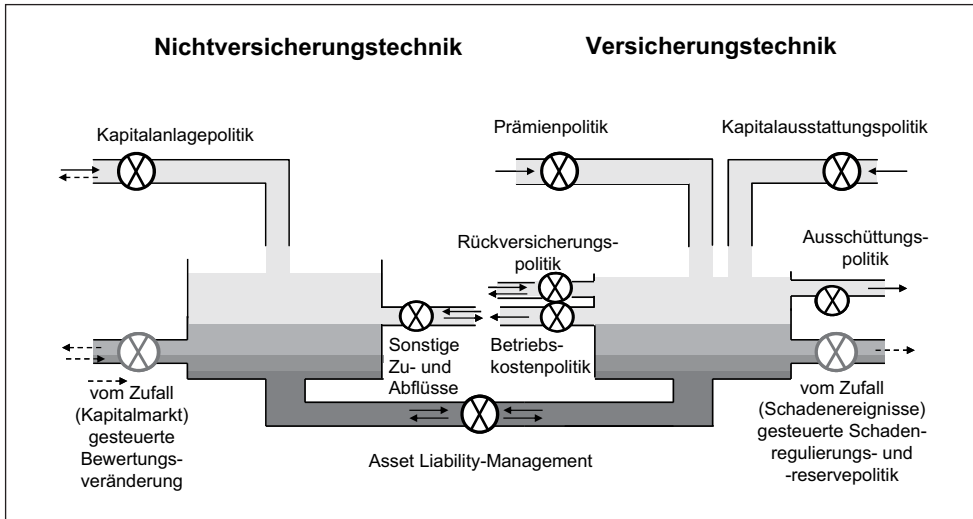 Nichtversicherungstechnik
Versicherungstechnik
Kapitalanlagepolitik
Prämienpolitik
Kapitalausstattungspolitik
Rückversicherungs-
politik
Ausschüttungs-
politik
Sonstige
Zu- und
Abflüsse
Betriebs-
kostenpolitik
vom Zufall
(Kapitalmarkt)
gesteuerte
Bewertungs-
veränderung
vom Zufall
(Schadenereignisse)
gesteuerte Schaden-
regulierungs- und
-reservepolitik
Asset Liability-Management